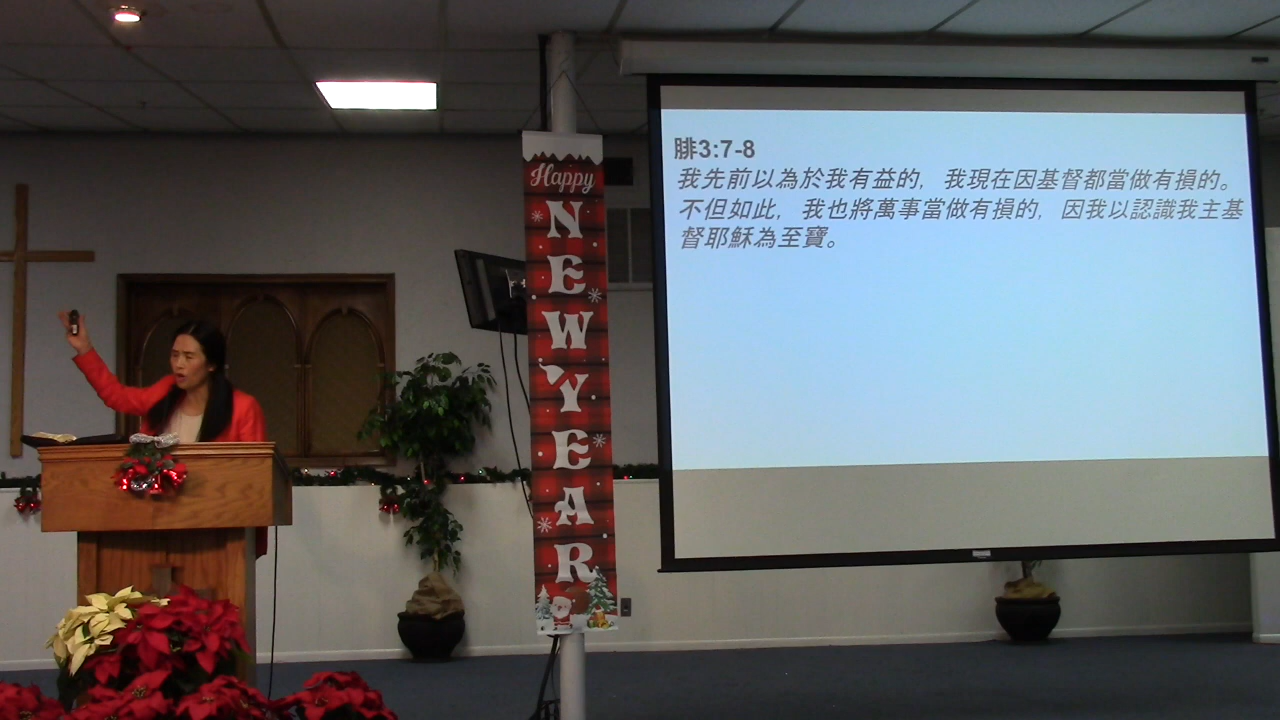 Happy
NEW YEAR
腓3:7-8
我先前以為於我有益的，我現在因基督都當做有損的。
不但如此，我也將萬事當做有損的，因我以認識我主基
督耶穌為至寶。